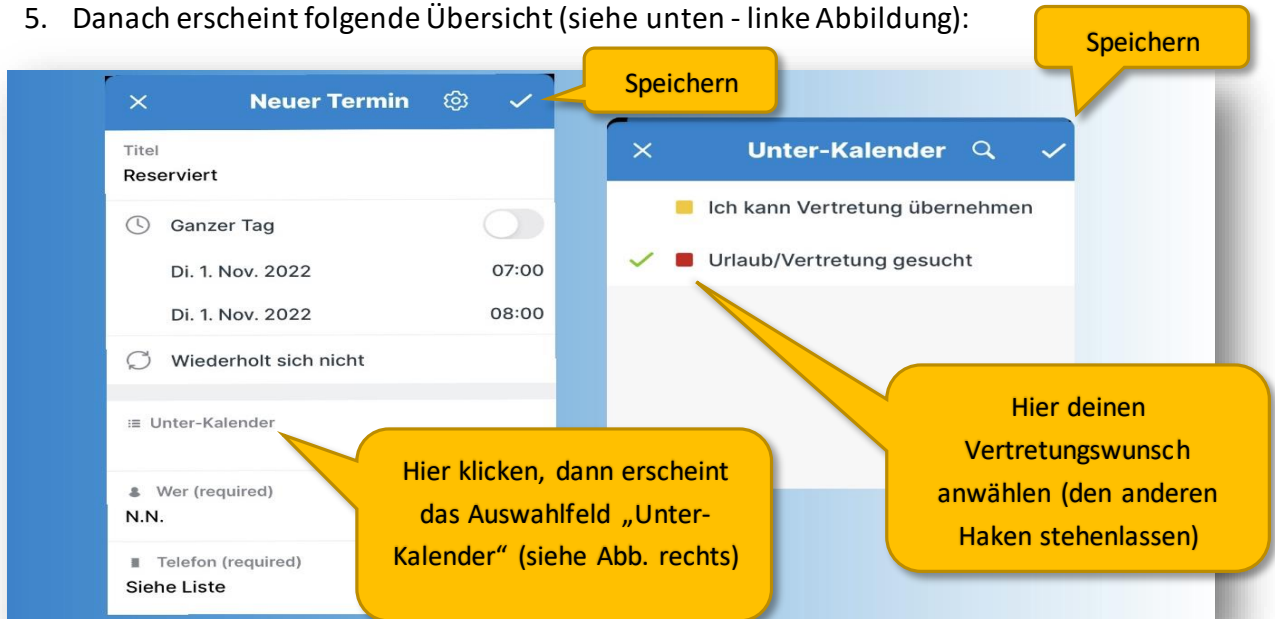 5. Danach erscheint folgende Übersicht (siehe unten - linke Abbildung):
Speichern
Speichern
Neuer Termin
Titel
Reserviert
Ganzer Tag
Di. 1. Nov. 2022 07:00
Di. 1. Nov. 2022 08:00
Wiederholt sich nicht
Unter-Kalender
Wer (required)
N.N.
Telefon (required)
Siehe Liste
Hier klicken, dann erscheint
das Auswahlfeld „Unter-
Kalender“ (siehe Abb. rechts)
Unter-Kalender
Ich kann Vertretung übernehmen
Urlaub/Vertretung gesucht
Hier deinen
Vertretungswunsch
anwählen (den anderen
Haken stehenlassen)